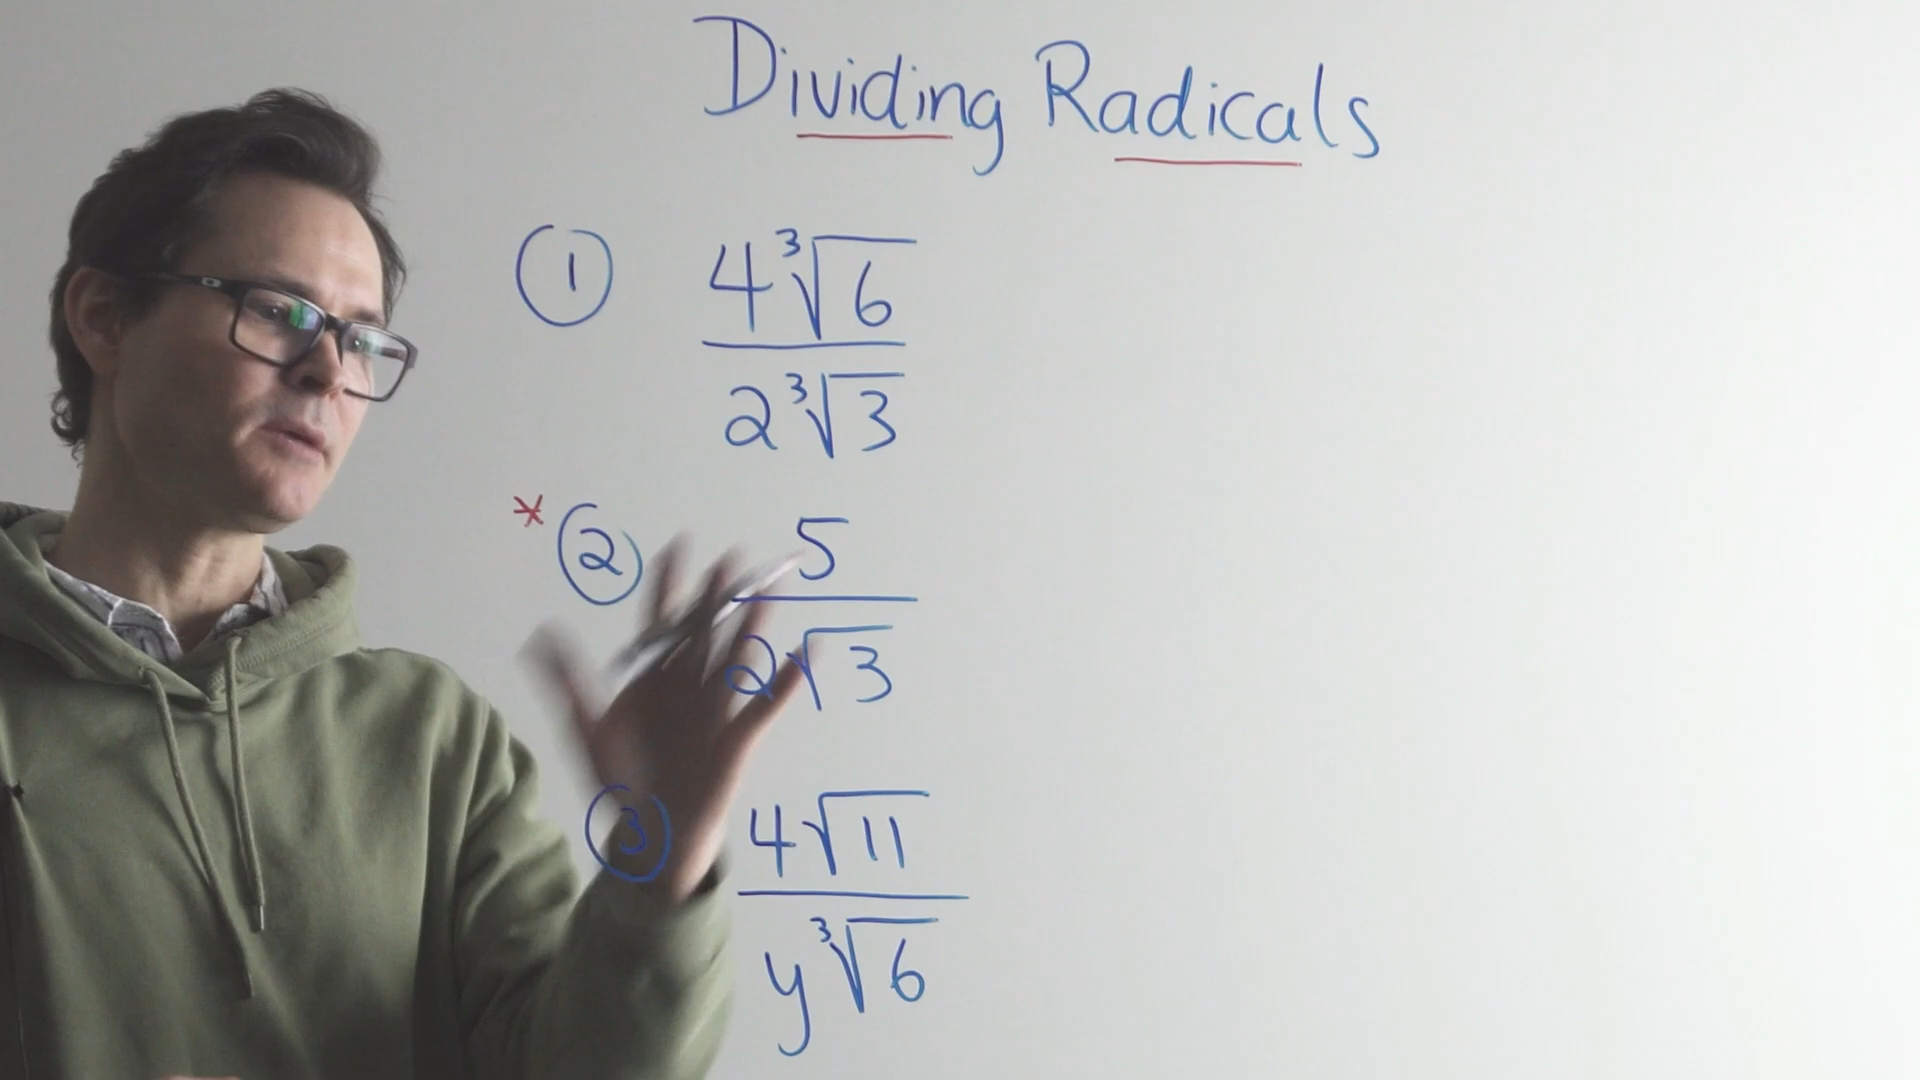 Dividing Radicals
① 4∛6
2∛3
* ② 5
2√3
③ 4√11
y∛6